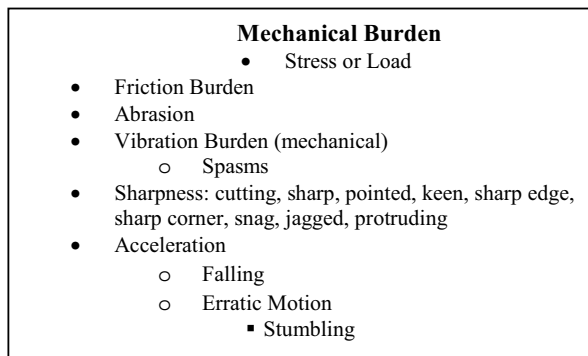 Mechanical Burden
• Stress or Load
• Friction Burden
• Abrasion
• Vibration Burden (mechanical)
o Spasms
• Sharpness: cutting, sharp, pointed, keen, sharp edge,
sharp corner, snag, jagged, protruding
• Acceleration
o Falling
o Erratic Motion
▪ Stumbling